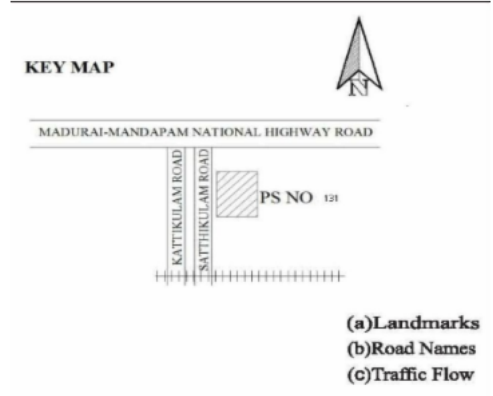 N
KEY MAP
MADURAI-MANDAPAM NATIONAL HIGHWAY ROAD
KATTIKULAM ROAD
SATTHIKULAM ROAD
PS NO 131
(a)Landmarks
(b)Road Names
(c)Traffic Flow